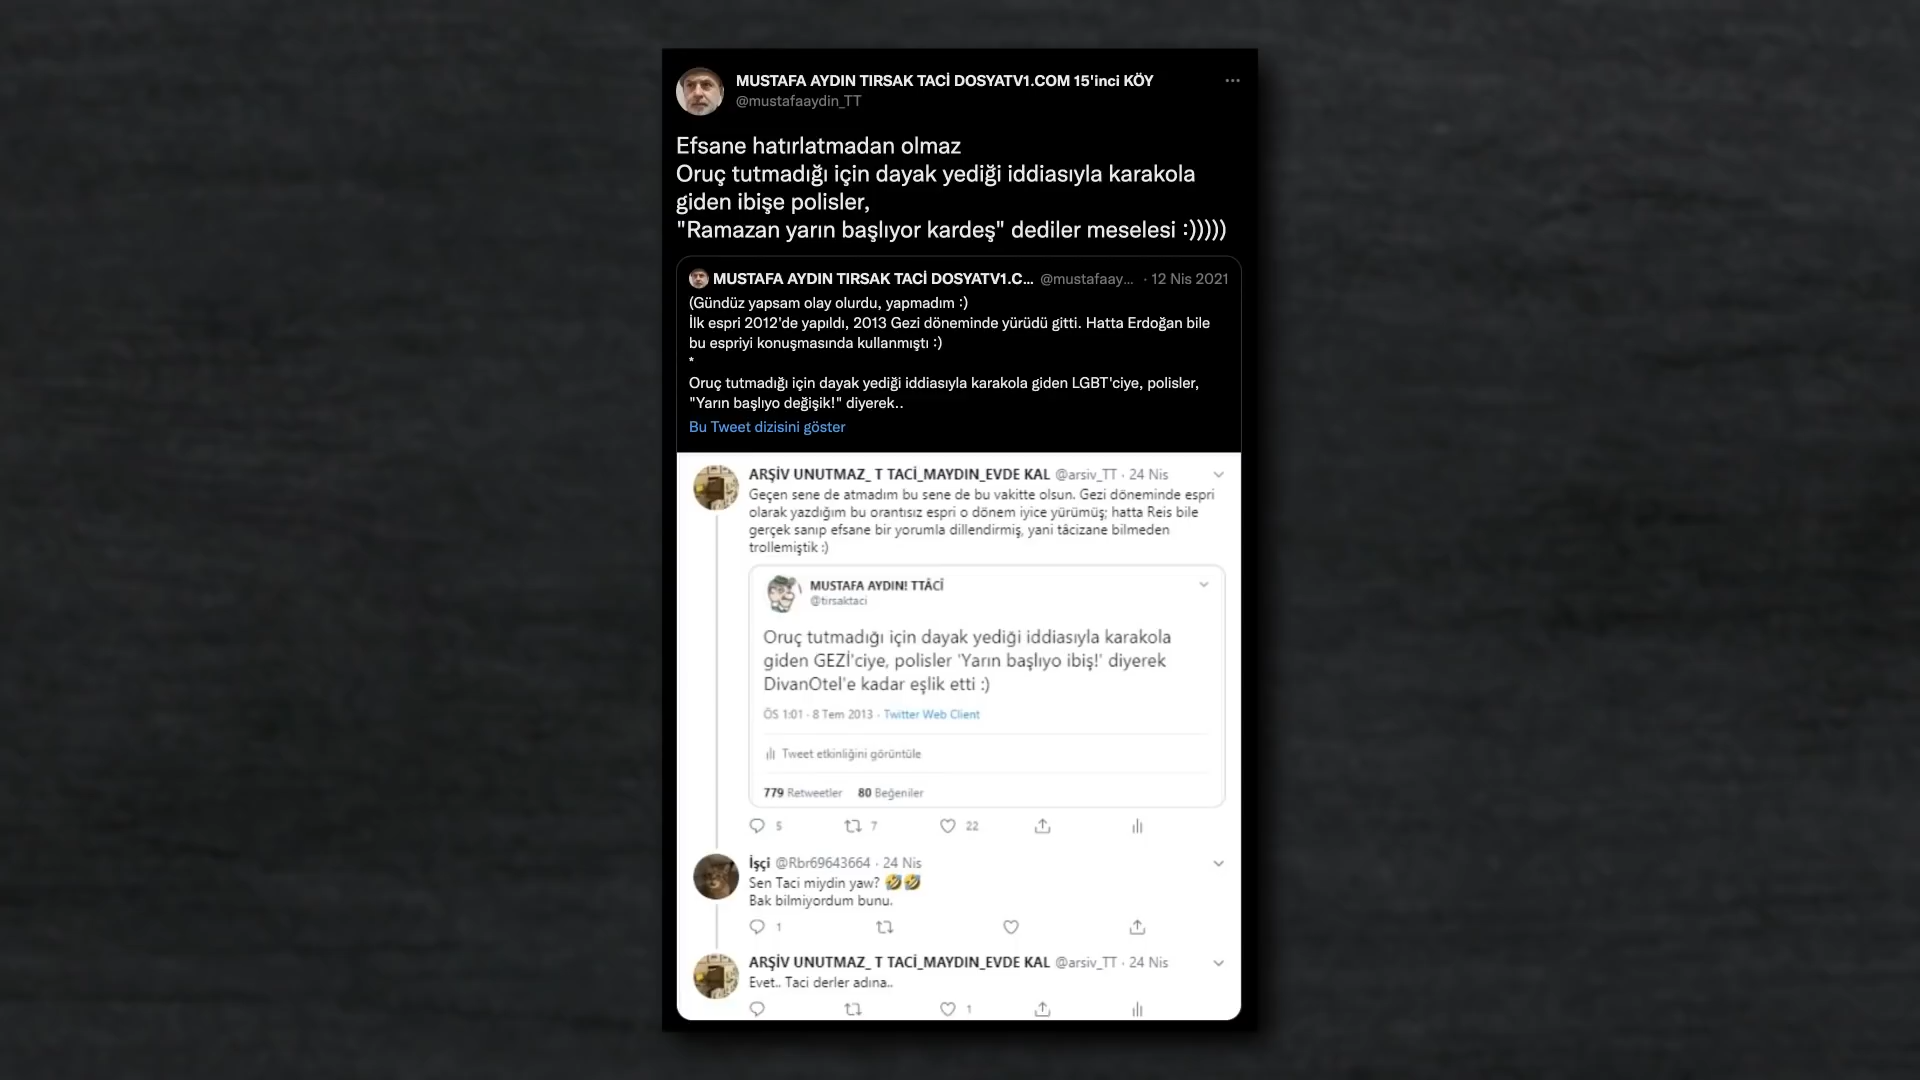 MUSTAFA AYDIN TIRSAK TACİ DOSYATV1.COM 15'inci KÖY
@mustafaaydin_TT
Efsane hatırlatmadan olmaz
Oruç tutmadığı için dayak yediği iddiasıyla karakola
giden ibişe polisler,
"Ramazan yarın başlıyor kardeş" dediler meselesi :)))))
MUSTAFA AYDIN TIRSAK TACİ DOSYATV1.C... @mustafaay... · 12 Nis 2021
(Gündüz yapsam olay olurdu, yapmadım :)
İlk espri 2012'de yapıldı, 2013 Gezi döneminde yürüdü gitti. Hatta Erdoğan bile
bu espriyi konuşmasında kullanmıştı :)
*
Oruç tutmadığı için dayak yediği iddiasıyla karakola giden LGBT'ciye, polisler,
"Yarın başlıyo değişik!" diyerek..
Bu Tweet dizisini göster
ARŞİV UNUTMAZ_ T TACİ_MAYDIN_EVDE KAL @arsiv_TT · 24 Nis
Geçen sene de atmadım bu sene de bu vakitte olsun. Gezi döneminde espri
olarak yazdığım bu orantısız espri o dönem iyice yürümüş; hatta Reis bile
gerçek sanıp efsane bir yorumla dillendirmiş, yani tâcizane bilmeden
trollemiştik :)
MUSTAFA AYDIN! TTÂCİ
@tirsaktaci
Oruç tutmadığı için dayak yediği iddiasıyla karakola
giden GEZİ'ciye, polisler 'Yarın başlıyo ibiş!' diyerek
DivanOtel'e kadar eşlik etti :)
ÖS 1:01 · 8 Tem 2013 · Twitter Web Client
Tweet etkinliğini görüntüle
779 Retweetler 80 Beğeniler
5 7 22
İşçi @Rbr69643664 · 24 Nis
Sen Taci miydin yaw? 🤣🤣
Bak bilmiyordum bunu.
1
ARŞİV UNUTMAZ_ T TACİ_MAYDIN_EVDE KAL @arsiv_TT · 24 Nis
Evet.. Taci derler adına..
1